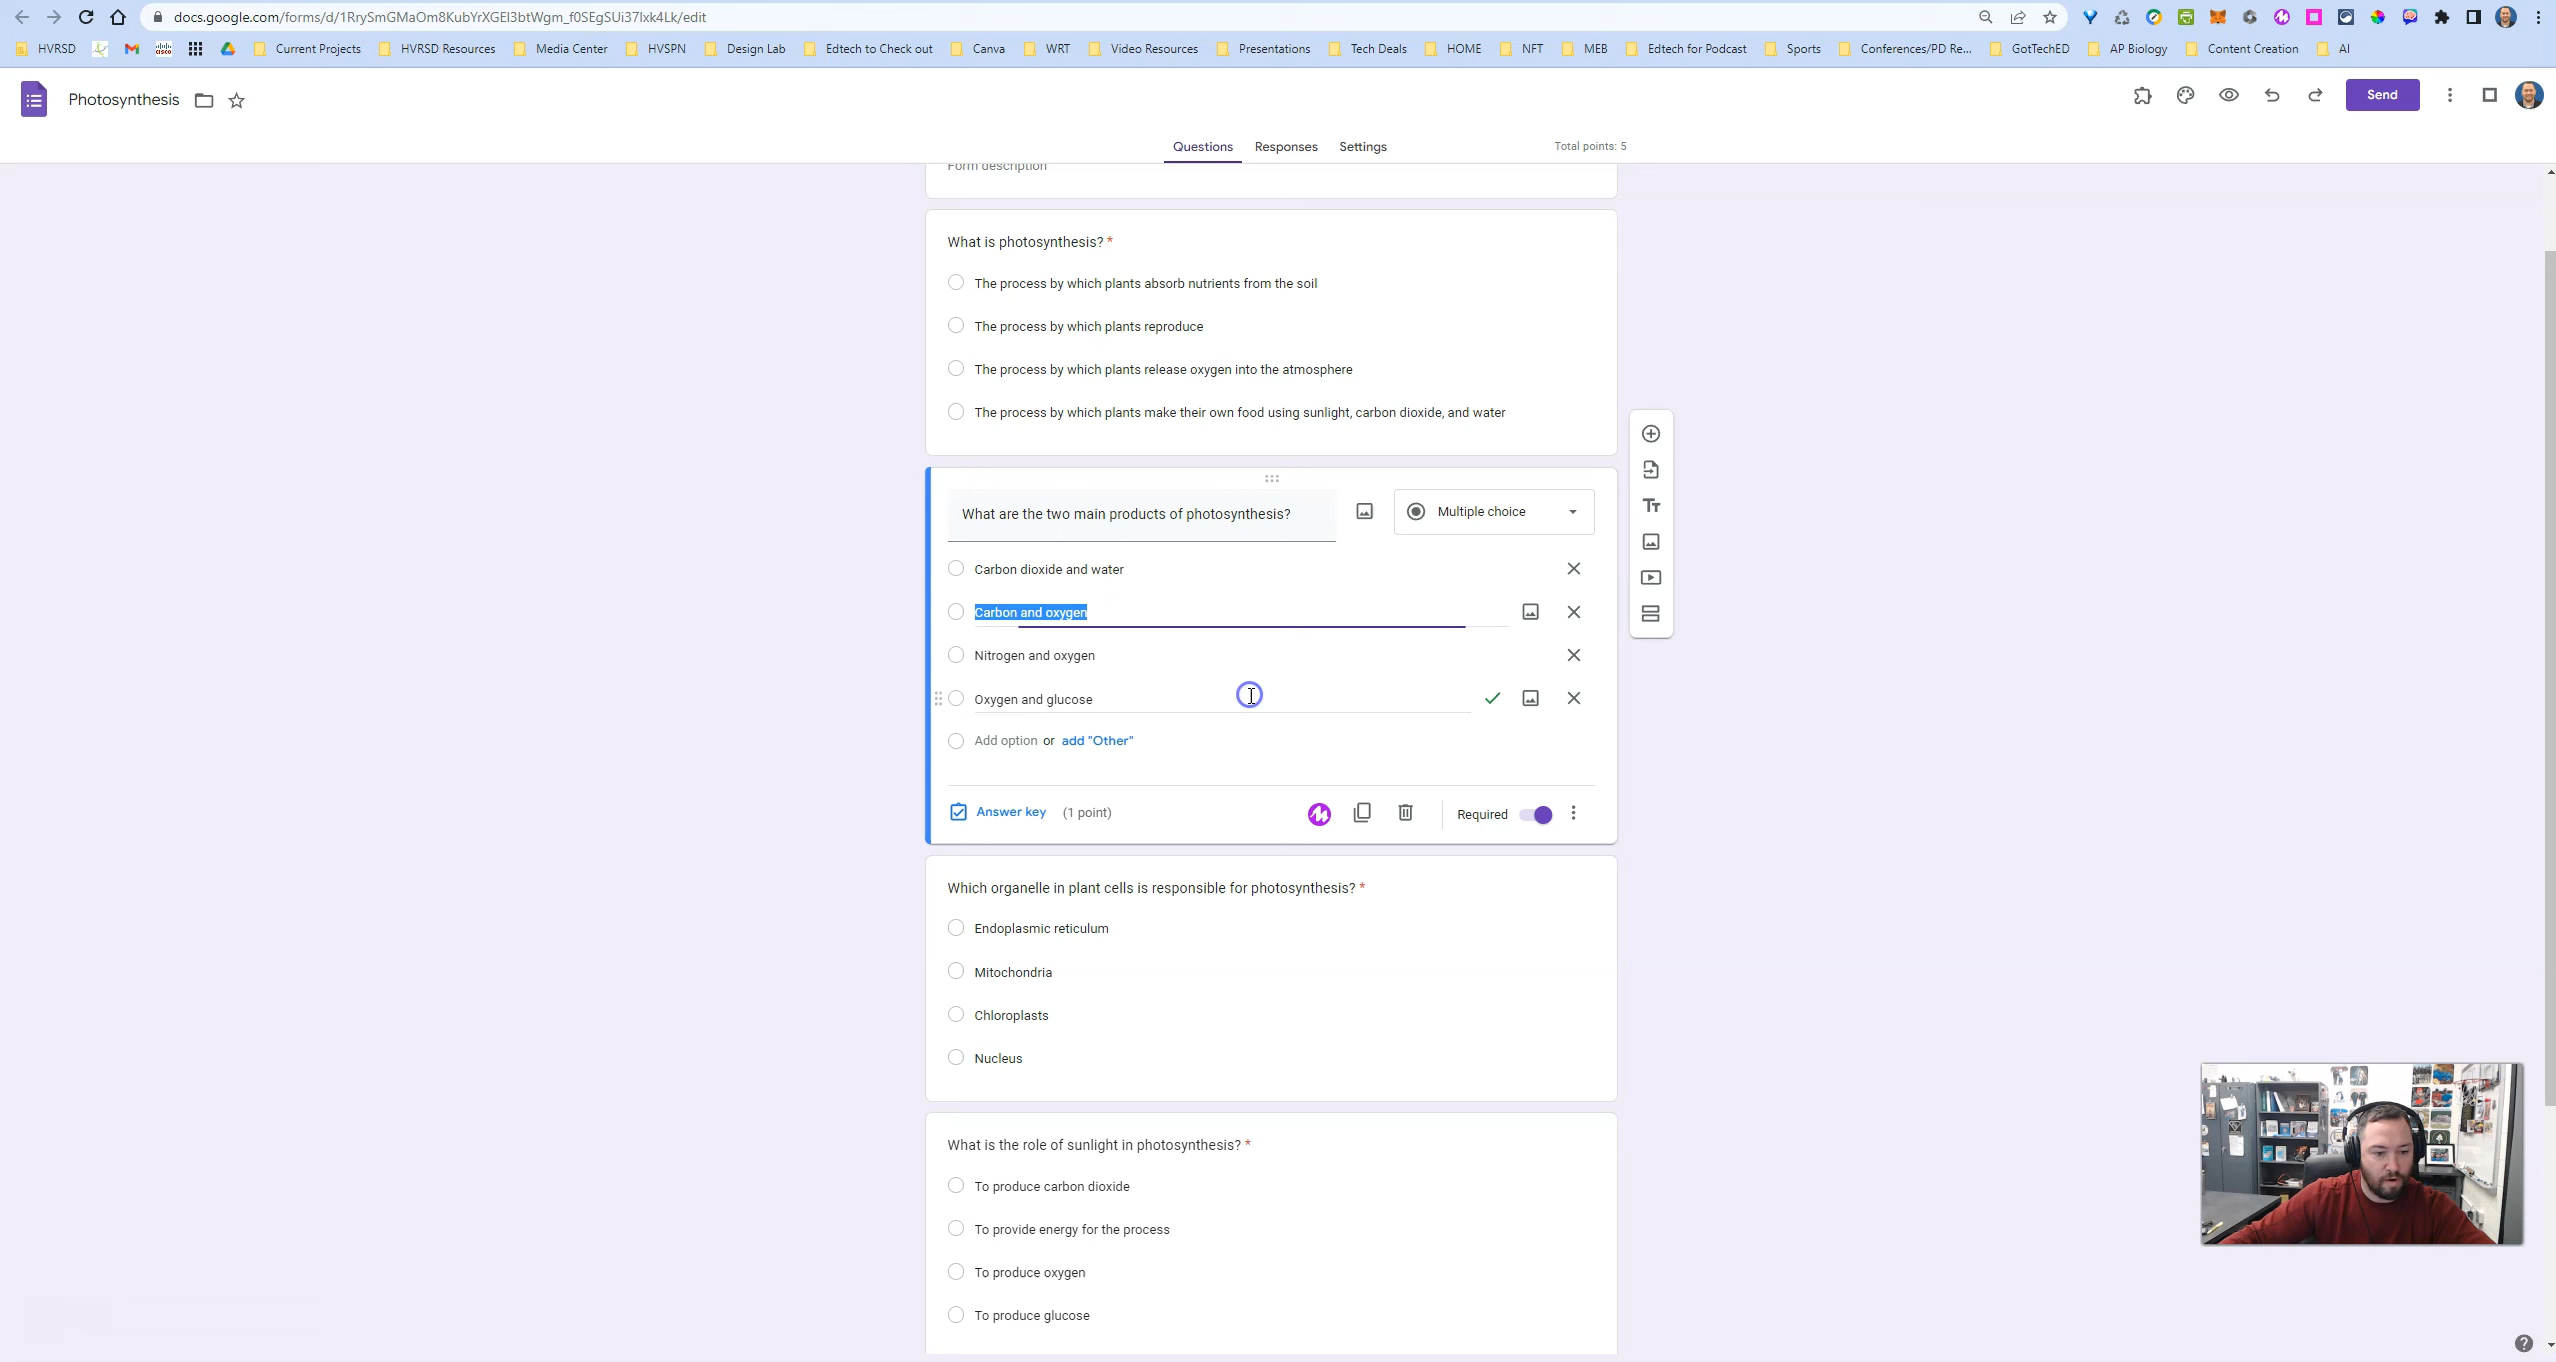 docs.google.com/forms/d/1RrySmGMaOm8KubYrXGEl3btWgm_f0SEgSUi37lxk4Lk/edit
HVRSD Current Projects HVRSD Resources Media Center HVSPN Design Lab Edtech to Check out Canva WRT Video Resources Presentations Tech Deals HOME NFT MEB Edtech for Podcast Sports Conferences/PD Re... GotTechED AP Biology Content Creation AI
Photosynthesis
Send
Questions Responses Settings Total points: 5
Form description
What is photosynthesis? *
The process by which plants absorb nutrients from the soil
The process by which plants reproduce
The process by which plants release oxygen into the atmosphere
The process by which plants make their own food using sunlight, carbon dioxide, and water
What are the two main products of photosynthesis?
Multiple choice
Carbon dioxide and water
Carbon and oxygen
Nitrogen and oxygen
Oxygen and glucose
Add option or add "Other"
Answer key (1 point)
Required
Which organelle in plant cells is responsible for photosynthesis? *
Endoplasmic reticulum
Mitochondria
Chloroplasts
Nucleus
What is the role of sunlight in photosynthesis? *
To produce carbon dioxide
To provide energy for the process
To produce oxygen
To produce glucose